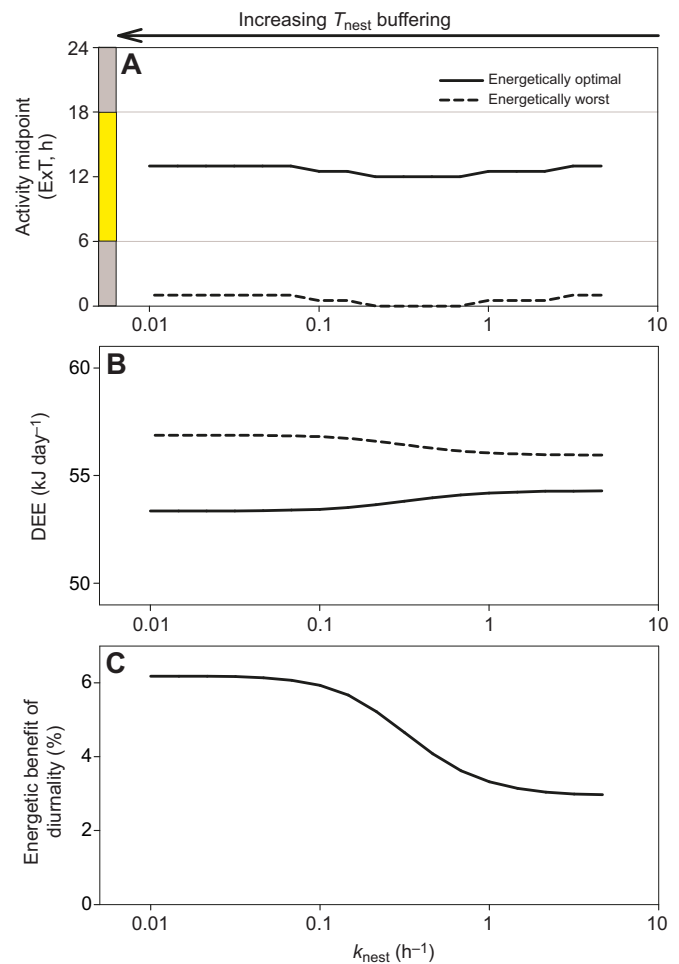 Increasing Tnest buffering
A
24
18
12
6
0
Activity midpoint
(ExT, h)
Energetically optimal
Energetically worst
0.01 0.1 1 10
B
60
55
50
DEE (kJ day–1)
0.01 0.1 1 10
C
6
4
2
0
Energetic benefit of
diurnality (%)
0.01 0.1 1 10
knest (h–1)